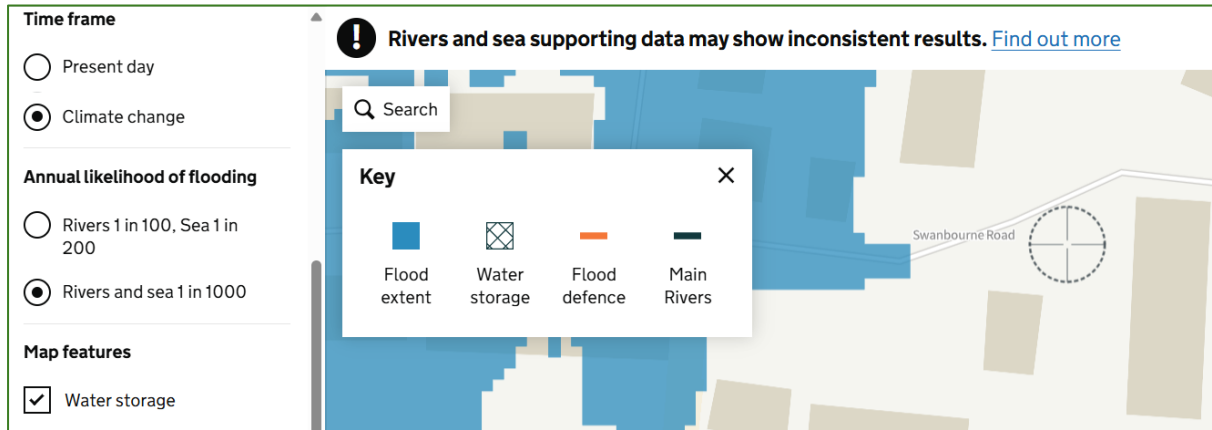 Time frame
Present day
Climate change
Annual likelihood of flooding
Rivers 1 in 100, Sea 1 in
200
Rivers and sea 1 in 1000
Map features
Water storage
! Rivers and sea supporting data may show inconsistent results. Find out more
Search
Key
Flood
extent
Water
storage
Flood
defence
Main
Rivers
Swanbourne Road